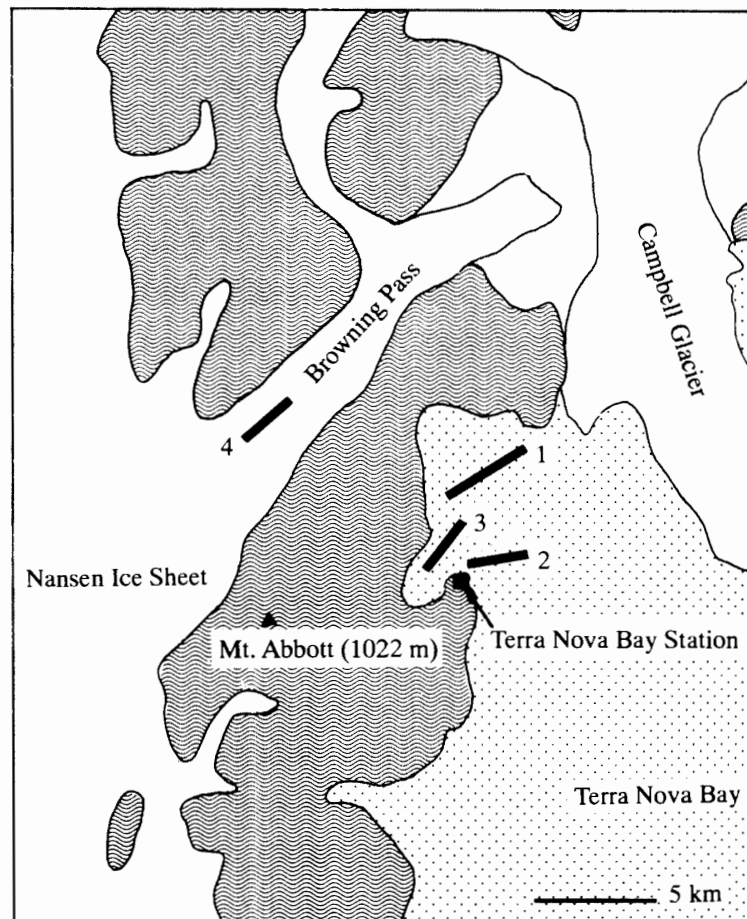 Campbell Glacier
Browning Pass
4
1
3
2
Nansen Ice Sheet
Mt. Abbott (1022 m)
Terra Nova Bay Station
Terra Nova Bay
5 km